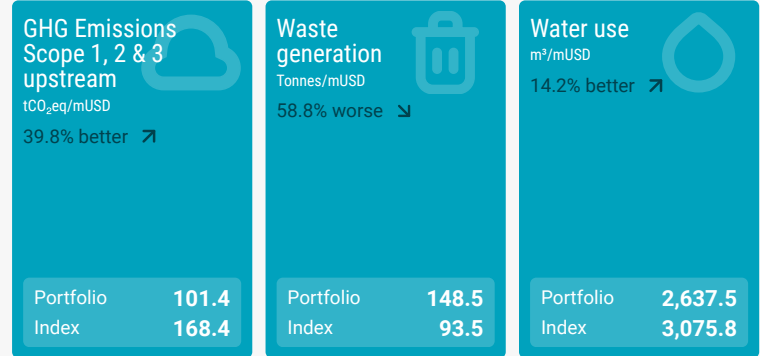 GHG Emissions
Scope 1, 2 & 3
upstream
tCO₂eq/mUSD
39.8% better
Portfolio 101.4
Index 168.4
Waste
generation
Tonnes/mUSD
58.8% worse
Portfolio 148.5
Index 93.5
Water use
m³/mUSD
14.2% better
Portfolio 2,637.5
Index 3,075.8